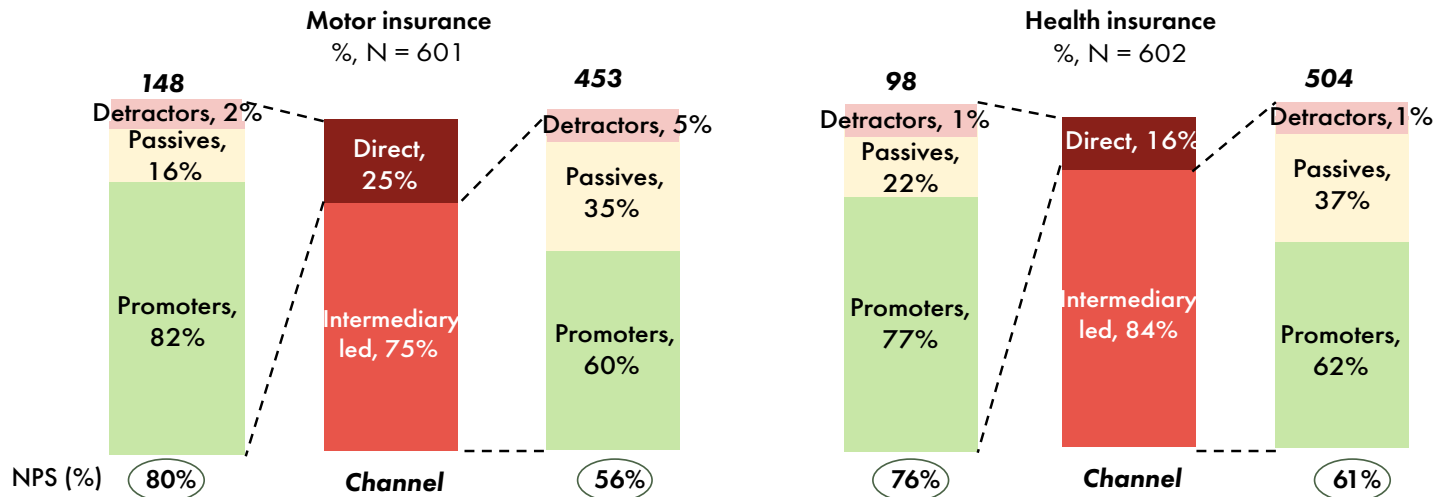 Motor insurance
%, N = 601
148
Detractors, 2%
Passives,
16%
Promoters,
82%
Direct,
25%
Intermediary
led, 75%
453
Detractors, 5%
Passives,
35%
Promoters,
60%
Health insurance
%, N = 602
98
Detractors, 1%
Passives,
22%
Promoters,
77%
Direct, 16%
Intermediary
led, 84%
504
Detractors, 1%
Passives,
37%
Promoters,
62%
NPS (%) 80% Channel 56% 76% Channel 61%